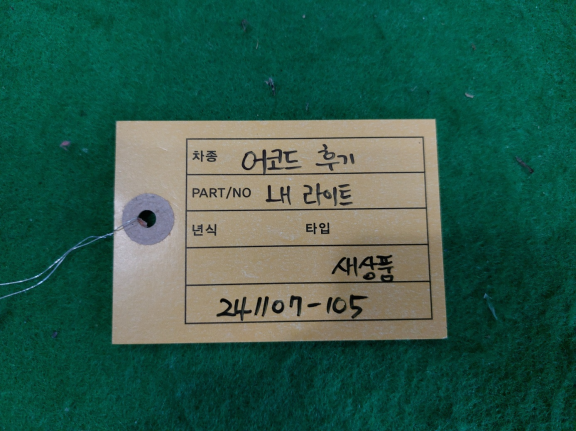 차종 어코드 후기
PART/NO 내 라이트
년식 타입
새상품
241107-105